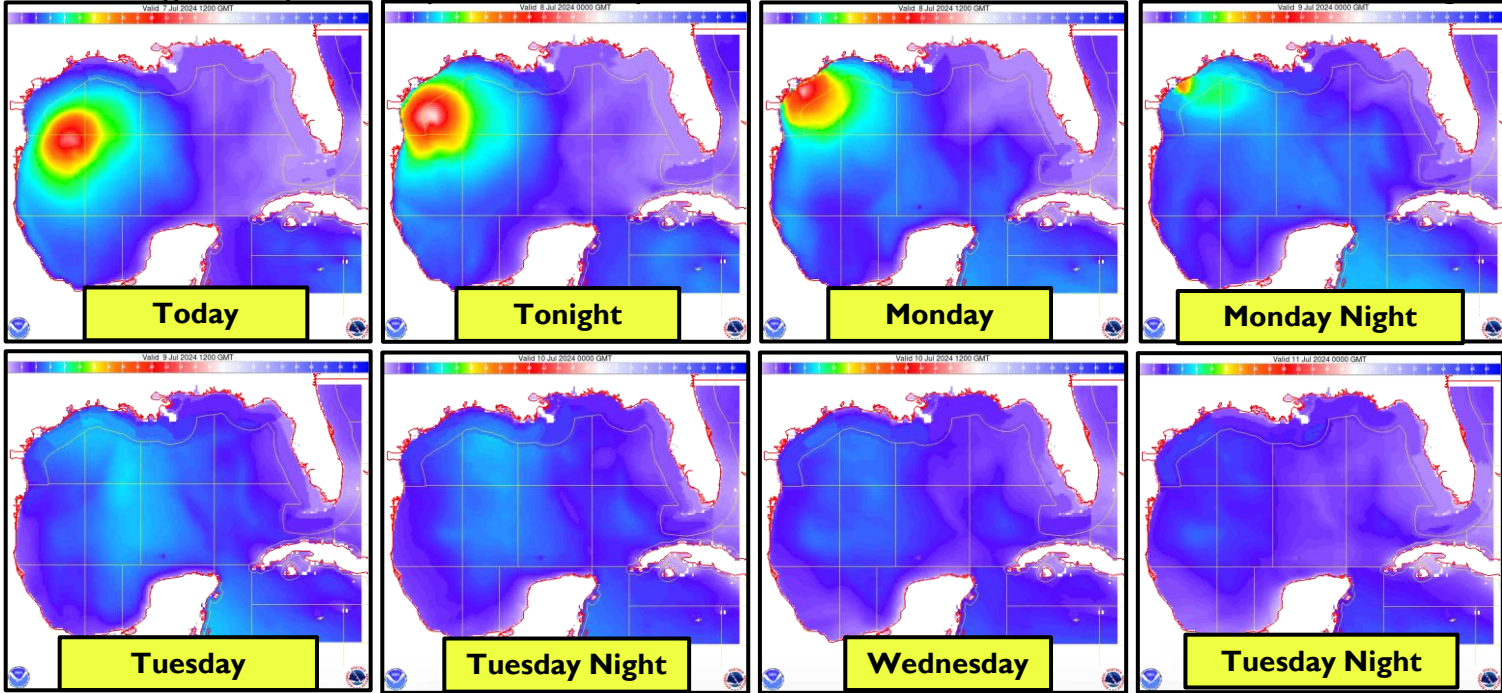 Valid 7 Jul 2024 1200 GMT
Valid 8 Jul 2024 0000 GMT
Valid 8 Jul 2024 1200 GMT
Valid 9 Jul 2024 0000 GMT
Today
Tonight
Monday
Monday Night
Valid 9 Jul 2024 1200 GMT
Valid 10 Jul 2024 0000 GMT
Valid 10 Jul 2024 1200 GMT
Valid 11 Jul 2024 0000 GMT
Tuesday
Tuesday Night
Wednesday
Tuesday Night